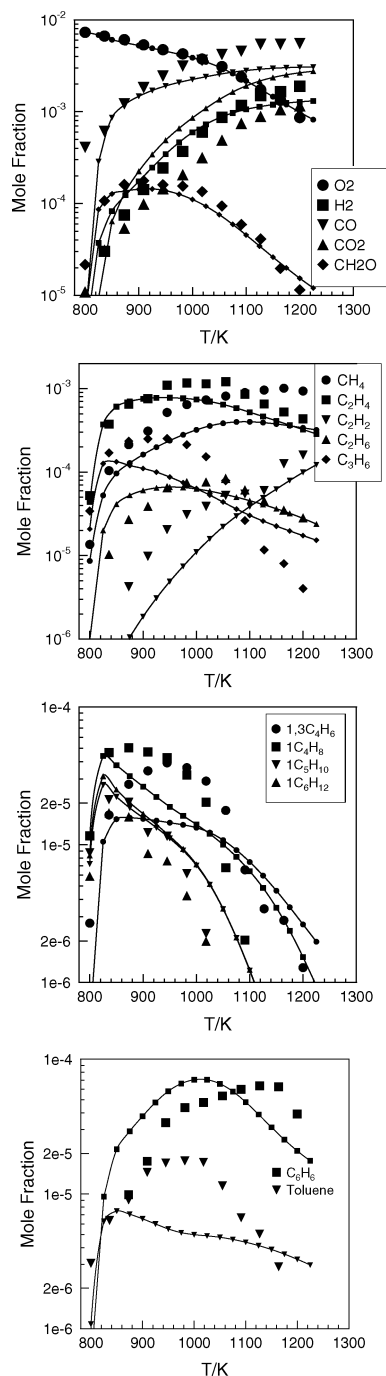 10^-2
10^-3
10^-4
10^-5
Mole Fraction
O2
H2
CO
CO2
CH2O
800 900 1000 1100 1200 1300
T/K
10^-3
10^-4
10^-5
10^-6
Mole Fraction
CH₄
C₂H₄
C₂H₂
C₂H₆
C₃H₆
800 900 1000 1100 1200 1300
T/K
1e-4
2e-5
1e-5
2e-6
1e-6
Mole Fraction
1,3C₄H₆
1C₄H₈
1C₅H₁₀
1C₆H₁₂
800 900 1000 1100 1200 1300
T/K
1e-4
2e-5
1e-5
2e-6
1e-6
Mole Fraction
C₆H₆
Toluene
800 900 1000 1100 1200 1300
T/K